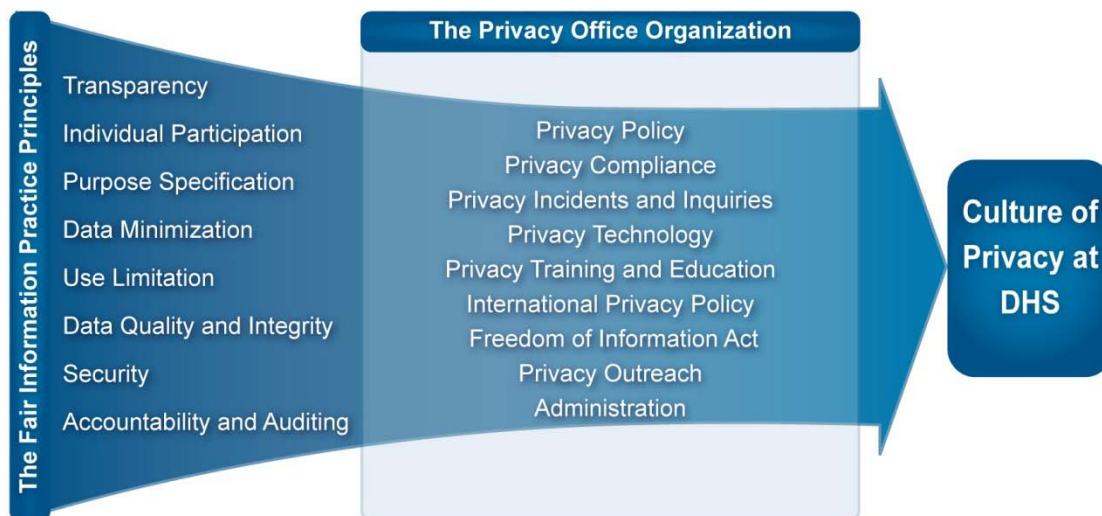 The Fair Information Practice Principles
Transparency
Individual Participation
Purpose Specification
Data Minimization
Use Limitation
Data Quality and Integrity
Security
Accountability and Auditing
The Privacy Office Organization
Privacy Policy
Privacy Compliance
Privacy Incidents and Inquiries
Privacy Technology
Privacy Training and Education
International Privacy Policy
Freedom of Information Act
Privacy Outreach
Administration
Culture of
Privacy at
DHS